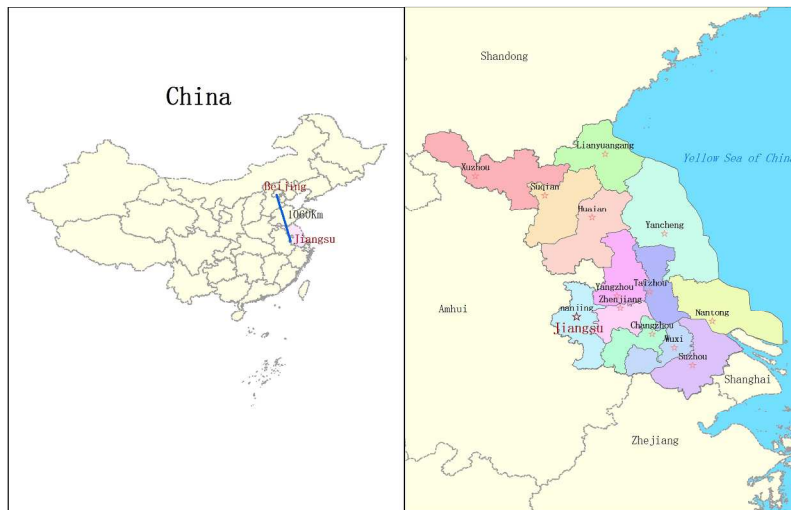 China
Beijing
1060Km
Jiangsu
Shandong
Lianyuangang
Xuzhou
Yellow Sea of China
Suqian
Huaian
Yancheng
Yangzhou
Taizhou
Amhui
nanjing
Zhenjiang
Nantong
Jiangsu
Changzhou
Wuxi
Suzhou
Shanghai
Zhejiang